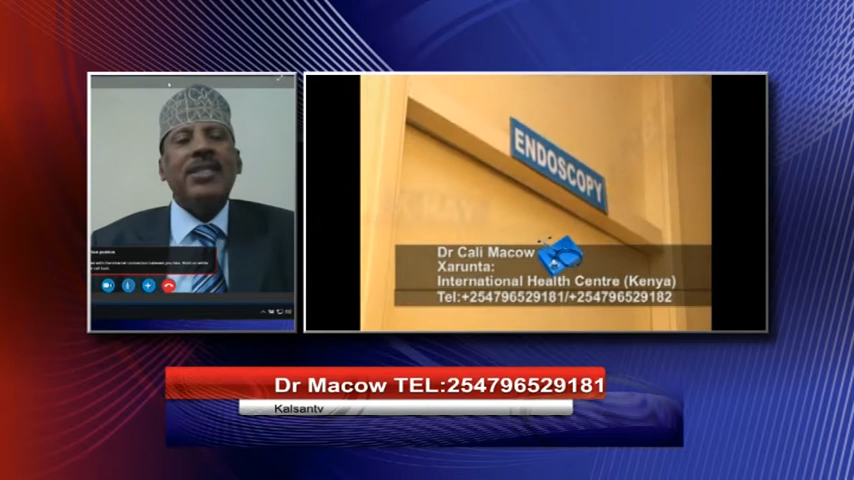 ENDOSCOPY
Dr Cali Macow
Xarunta:
International Health Centre (Kenya)
Tel:+254796529181/+254796529182
Dr Macow TEL:254796529181
Kalsantv